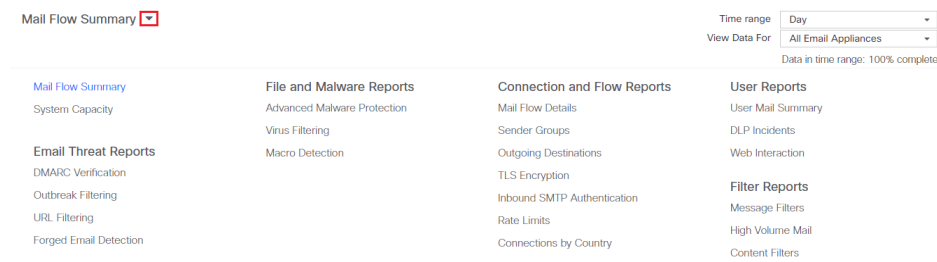 Mail Flow Summary
Time range Day
View Data For All Email Appliances
Data in time range: 100% complete
Mail Flow Summary
System Capacity
Email Threat Reports
DMARC Verification
Outbreak Filtering
URL Filtering
Forged Email Detection
File and Malware Reports
Advanced Malware Protection
Virus Filtering
Macro Detection
Connection and Flow Reports
Mail Flow Details
Sender Groups
Outgoing Destinations
TLS Encryption
Inbound SMTP Authentication
Rate Limits
Connections by Country
User Reports
User Mail Summary
DLP Incidents
Web Interaction
Filter Reports
Message Filters
High Volume Mail
Content Filters